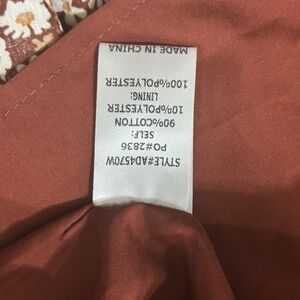 STYLE#AD4570W
PO#2836
SELF:
90%COTTON
10%POLYESTER
LINING:
100%POLYESTER
MADE IN CHINA